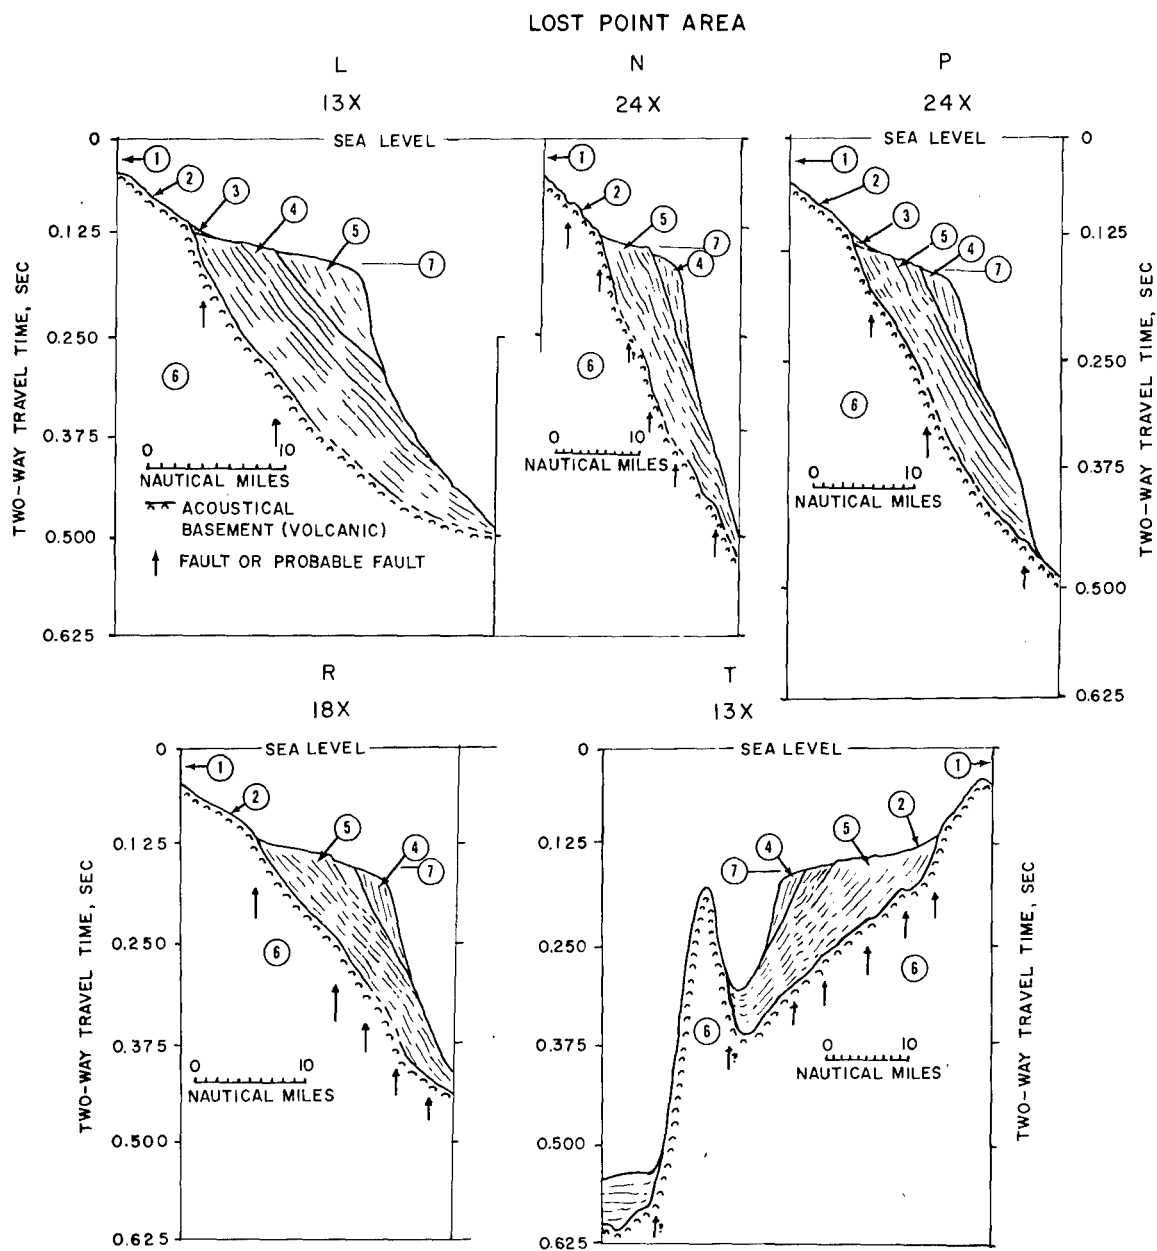 LOST POINT AREA
L
13X
N
24X
P
24X
0
SEA LEVEL
SEA LEVEL
0
1
2
3
4
5
7
1
2
5
7
4
1
2
3
5
4
7
0.125
0.250
0.375
0.500
0.625
TWO-WAY TRAVEL TIME, SEC
6
0 10
NAUTICAL MILES
ACOUSTICAL
BASEMENT (VOLCANIC)
FAULT OR PROBABLE FAULT
?
6
0 10
NAUTICAL MILES
6
0 10
NAUTICAL MILES
0.125
0.250
0.375
0.500
0.625
TWO-WAY TRAVEL TIME, SEC
R
18X
T
13X
0
SEA LEVEL
0
SEA LEVEL
1
2
5
4
7
6
0.125
0.250
0.375
0.500
0.625
TWO-WAY TRAVEL TIME, SEC
0 10
NAUTICAL MILES
1
2
5
4
7
6
6
?
?
0.125
0.250
0.375
0.500
0.625
0 10
NAUTICAL MILES
TWO-WAY TRAVEL TIME, SEC